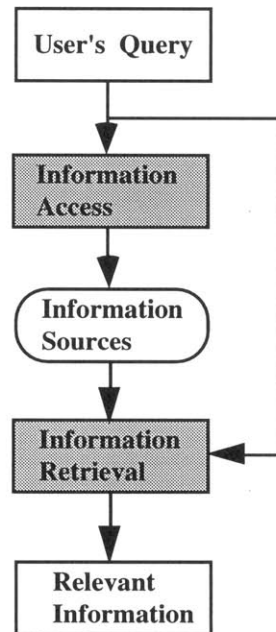 User's Query
Information
Access
Information
Sources
Information
Retrieval
Relevant
Information